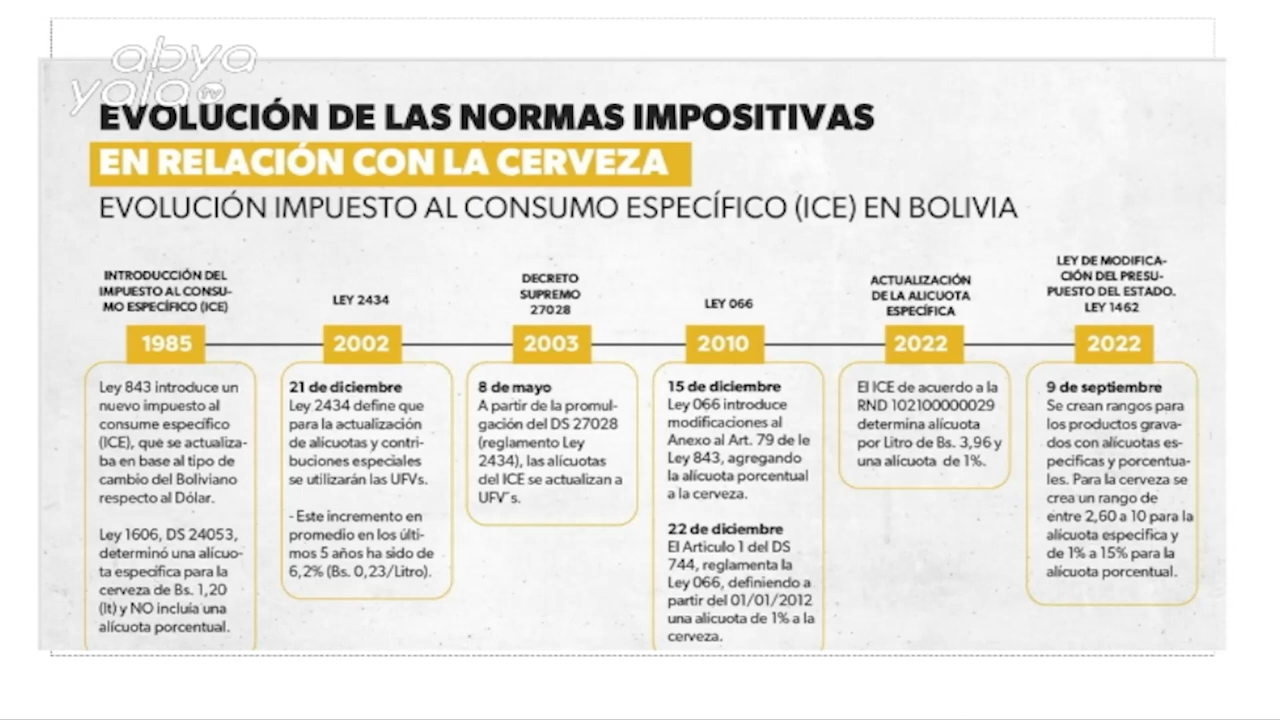 abya
yala tv
EVOLUCIÓN DE LAS NORMAS IMPOSITIVAS
EN RELACIÓN CON LA CERVEZA
EVOLUCIÓN IMPUESTO AL CONSUMO ESPECÍFICO (ICE) EN BOLIVIA
INTRODUCCIÓN DEL
IMPUESTO AL CONSU-
MO ESPECÍFICO (ICE)
1985
Ley 843 introduce un
nuevo impuesto al
consume específico
(ICE), que se actualiza-
ba en base al tipo de
cambio del Boliviano
respecto al Dólar.
Ley 1606, DS 24053,
determinó una alícuo-
ta especifica para la
cerveza de Bs. 1,20
(lt) y NO incluia una
alícuota porcentual.
LEY 2434
2002
21 de diciembre
Ley 2434 define que
para la actualización
de alícuotas y contri-
buciones especiales
se utilizarán las UFVs.
- Este incremento en
promedio en los últi-
mos 5 años ha sido de
6,2% (Bs. 0,23/Litro).
DECRETO
SUPREMO
27028
2003
8 de mayo
A partir de la promul-
gación del DS 27028
(reglamento Ley
2434), las alícuotas
del ICE se actualizan a
UFV´s.
LEY 066
2010
15 de diciembre
Ley 066 introduce
modificaciones al
Anexo al Art. 79 de le
Ley 843, agregando
la alícuota porcentual
a la cerveza.
22 de diciembre
El Articulo 1 del DS
744, reglamenta la
Ley 066, definiendo a
partir del 01/01/2012
una alicuota de 1% a la
cerveza.
ACTUALIZACIÓN
DE LA ALICUOTA
ESPECÍFICA
2022
El ICE de acuerdo a la
RND 102100000029
determina alícuota
por Litro de Bs. 3,96 y
una alícuota de 1%.
LEY DE MODIFICA-
CIÓN DEL PRESU-
PUESTO DEL ESTADO.
LEY 1462
2022
9 de septiembre
Se crean rangos para
los productos grava-
dos con alícuotas es-
pecificas y porcentua-
les. Para la cerveza se
crea un rango de
entre 2,60 a 10 para la
alícuota especifica y
de 1% a 15% para la
alícuota porcentual.